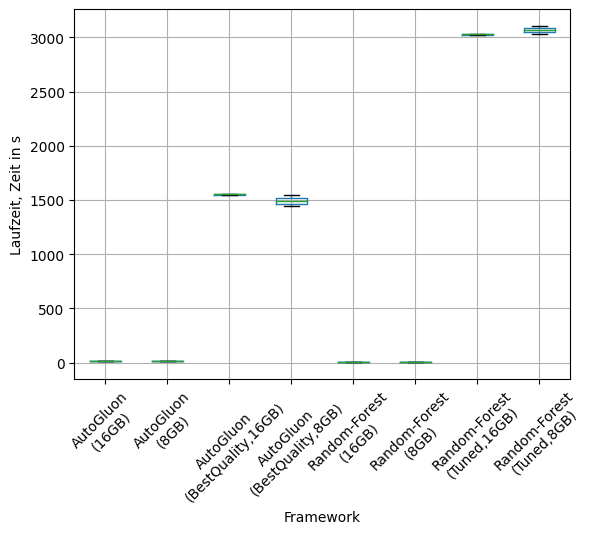 3000
2500
2000
1500
1000
500
0
Laufzeit, Zeit in s
AutoGluon
(16GB)
AutoGluon
(8GB)
AutoGluon
(BestQuality,16GB)
AutoGluon
(BestQuality,8GB)
Random-Forest
(16GB)
Random-Forest
(8GB)
Random-Forest
(Tuned,16GB)
Random-Forest
(Tuned,8GB)
Framework